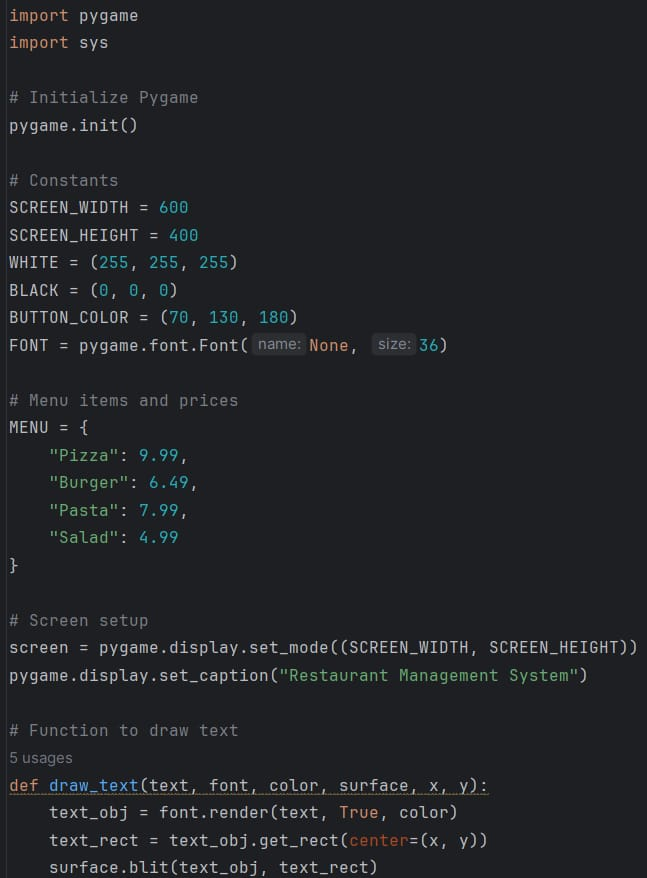 import pygame
import sys
# Initialize Pygame
pygame.init()
# Constants
SCREEN_WIDTH = 600
SCREEN_HEIGHT = 400
WHITE = (255, 255, 255)
BLACK = (0, 0, 0)
BUTTON_COLOR = (70, 130, 180)
FONT = pygame.font.Font( name: None, size: 36)
# Menu items and prices
MENU = {
    "Pizza": 9.99,
    "Burger": 6.49,
    "Pasta": 7.99,
    "Salad": 4.99
}
# Screen setup
screen = pygame.display.set_mode((SCREEN_WIDTH, SCREEN_HEIGHT))
pygame.display.set_caption("Restaurant Management System")
# Function to draw text
5 usages
def draw_text(text, font, color, surface, x, y):
    text_obj = font.render(text, True, color)
    text_rect = text_obj.get_rect(center=(x, y))
    surface.blit(text_obj, text_rect)